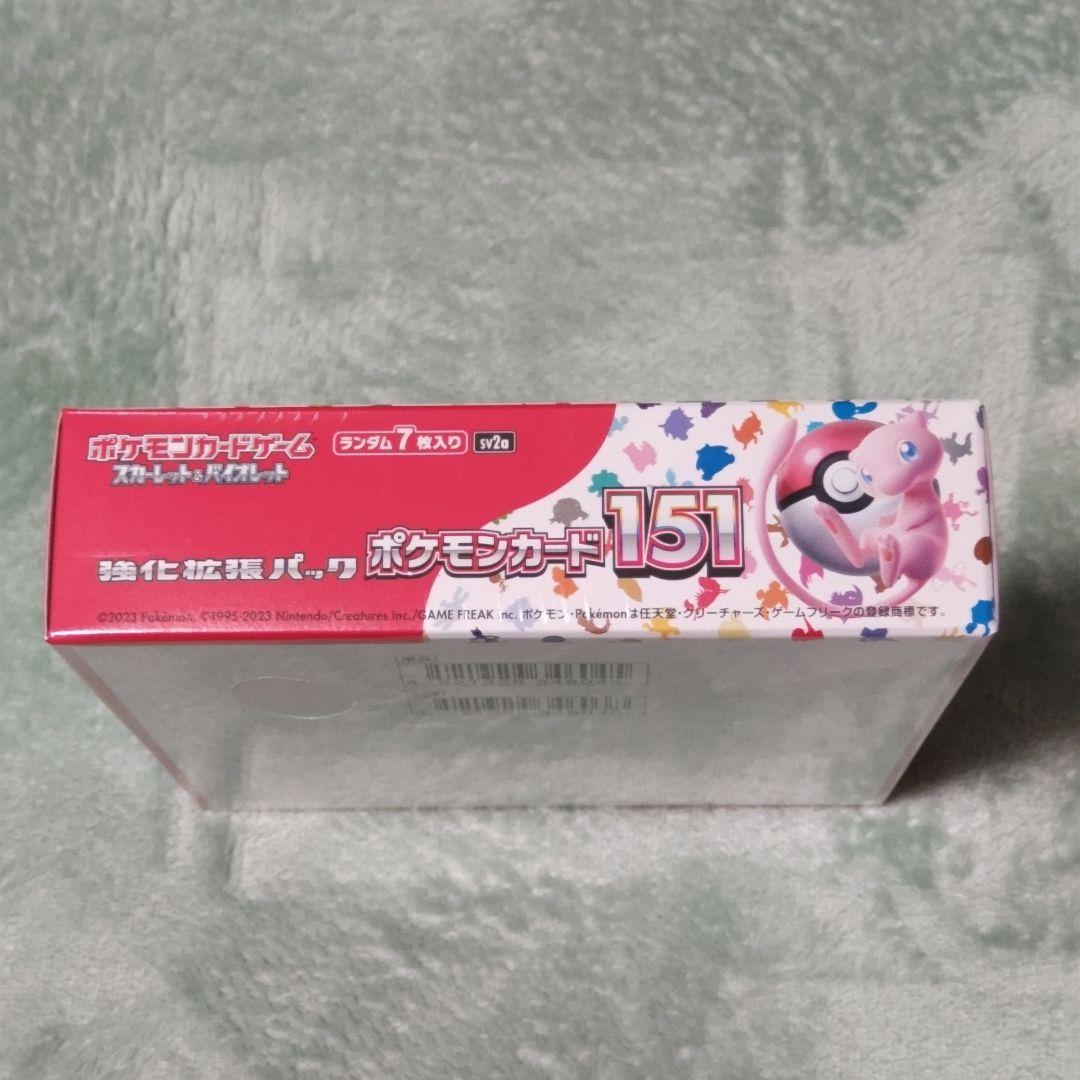 ポケモンカードゲーム
スカーレット&バイオレット
ランダム7枚入り
sv2a
強化拡張パック
ポケモンカード151
©2023 Pokémon. ©1995-2023 Nintendo/Creatures Inc./GAME FREAK inc. ポケモン・Pokémonは任天堂・クリーチャーズ・ゲームフリークの登録商標です。